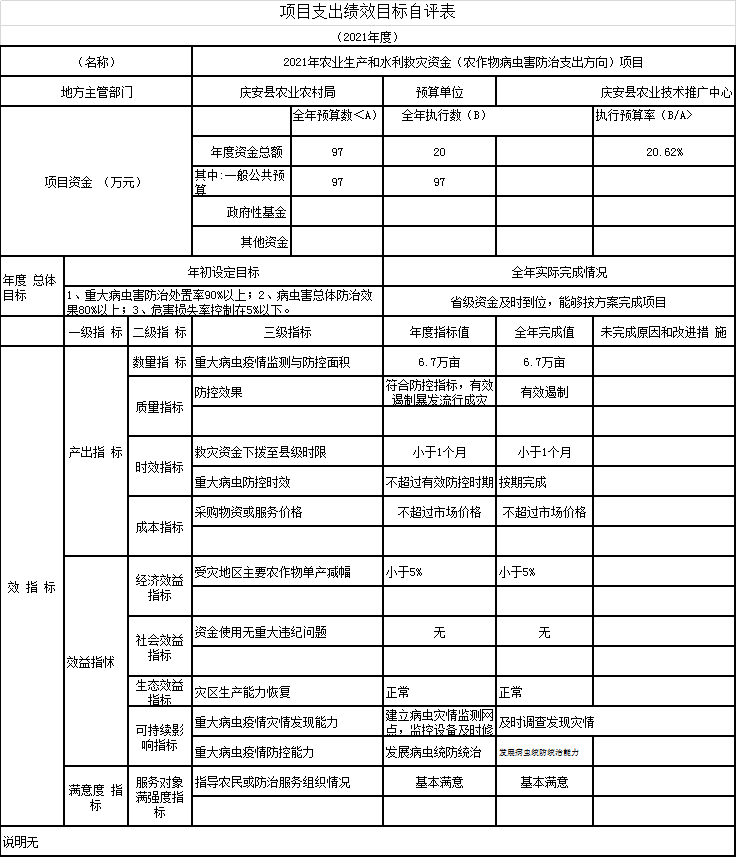 项目支出绩效目标自评表
（2021年度）
（名称） 2021年农业生产和水利救灾资金（农作物病虫害防治支出方向）项目
地方主管部门 庆安县农业农村局 预算单位 庆安县农业技术推广中心
项目资金 （万元） 全年预算数＜A） 全年执行数（B） 执行预算率（B/A>
年度资金总额 97 20 20.62%
其中:一般公共预
算 97 97
政府性基金
其他资金
年度 总体
目标 年初设定目标 全年实际完成情况
1、重大病虫害防治处置率90%以上；2、病虫害总体防治效
果80%以上；3、危害损失率控制在5%以下。 省级资金及时到位，能够按方案完成项目
一级指 标 二级指 标 三级指标 年度指标值 全年完成值 未完成原因和改进措 施
效 指 标 产出指 标 数量指 标 重大病虫疫情监测与防控面积 6.7万亩 6.7万亩
质量指标 防控效果 符合防控指标，有效
遏制暴发流行成灾 有效遏制
时效指标 救灾资金下拨至县级时限 小于1个月 小于1个月
重大病虫防控时效 不超过有效防控时期 按期完成
成本指标 采购物资或服务价格 不超过市场价格 不超过市场价格
效益指㤓 经济效益
指标 受灾地区主要农作物单产减幅 小于5% 小于5%
社会效益
指标 资金使用无重大违纪问题 无 无
生态效益
指标 灾区生产能力恢复 正常 正常
可持续影
响指标 重大病虫疫情灾情发现能力 建立病虫灾情监测网
点，监控设备及时修 及时调查发现灾情
重大病虫疫情防控能力 发展病虫统防统治 发展病虫统防统治能力
满意度 指
标 服务对象
满强度指
标 指导农民或防治服务组织情况 基本满意 基本满意
说明无